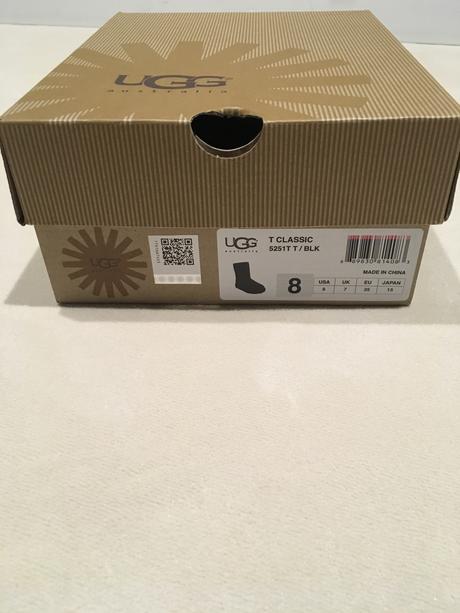 UGG
australia
UGG
UGG
australia
T CLASSIC
5251T T / BLK
MADE IN CHINA
8
USA UK EU JAPAN
8 7 25 15